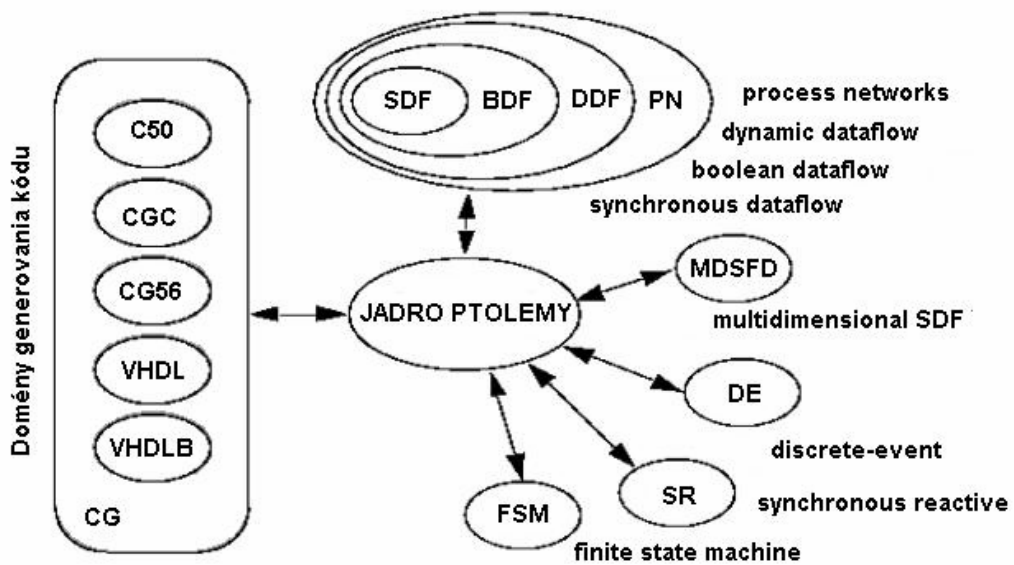 Domény generovania kódu
C50
CGC
CG56
VHDL
VHDLB
CG
SDF BDF DDF PN
process networks
dynamic dataflow
boolean dataflow
synchronous dataflow
JADRO PTOLEMY
MDSFD
multidimensional SDF
DE
discrete-event
SR
synchronous reactive
FSM
finite state machine